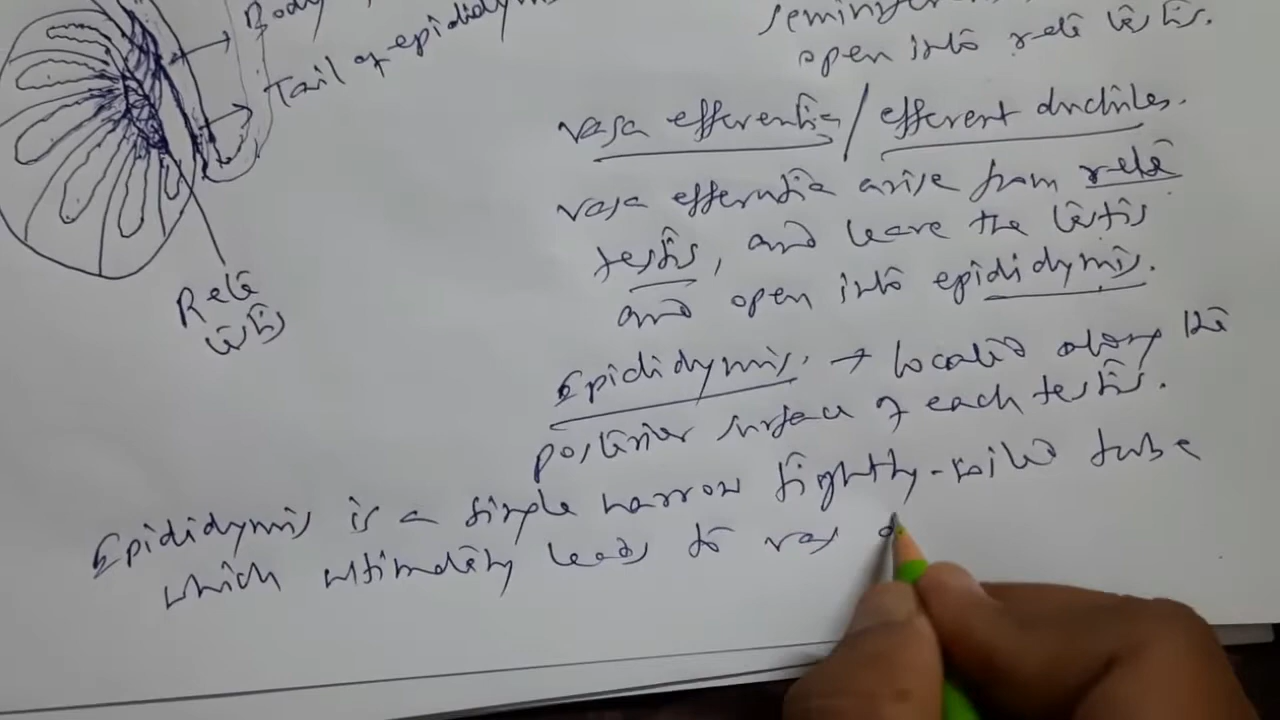 Body
Tail of epididymis
Rete
testis
open into rete testis.
vasa efferentia / efferent ductules.
vasa efferentia arise from rete
testis, and leave the testis
and open into epididymis.
Epididymis. → located along the
posterior surface of each testis.
Epididymis is a single narrow tightly-coiled tube
which ultimately leads to vas